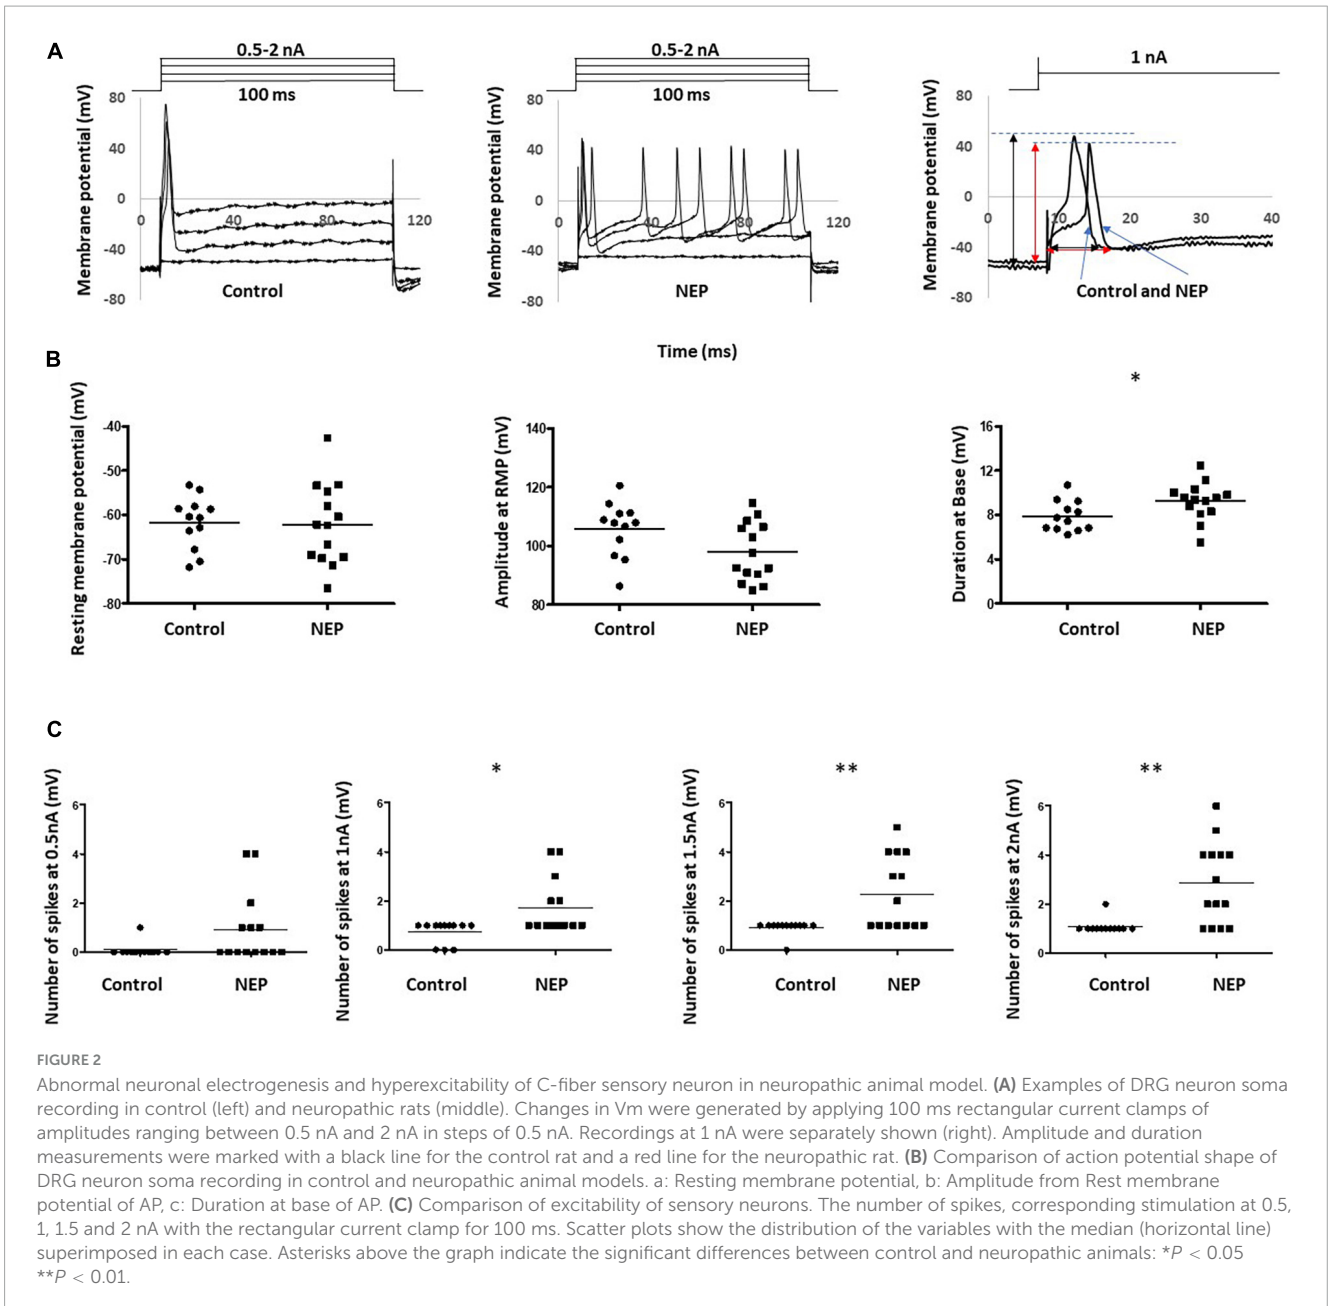 A
0.5-2 nA
100 ms
Membrane potential (mV)
80
40
0
-40
-80
0
40
80
120
Control
0.5-2 nA
100 ms
Membrane potential (mV)
80
40
0
-40
-80
0
40
80
120
NEP
1 nA
Membrane potential (mV)
80
40
0
-40
-80
0
10
20
30
40
Control and NEP
Time (ms)
B
Resting membrane potential (mV)
-40
-50
-60
-70
-80
Control
NEP
Amplitude at RMP (mV)
140
120
100
80
Control
NEP
*
Duration at Base (mV)
16
12
8
4
0
Control
NEP
C
Number of spikes at 0.5nA (mV)
6
4
2
0
Control
NEP
*
Number of spikes at 1nA (mV)
6
4
2
0
Control
NEP
**
Number of spikes at 1.5nA (mV)
6
4
2
0
Control
NEP
**
Number of spikes at 2nA (mV)
6
4
2
0
Control
NEP
FIGURE 2
Abnormal neuronal electrogenesis and hyperexcitability of C-fiber sensory neuron in neuropathic animal model. (A) Examples of DRG neuron soma
recording in control (left) and neuropathic rats (middle). Changes in Vm were generated by applying 100 ms rectangular current clamps of
amplitudes ranging between 0.5 nA and 2 nA in steps of 0.5 nA. Recordings at 1 nA were separately shown (right). Amplitude and duration
measurements were marked with a black line for the control rat and a red line for the neuropathic rat. (B) Comparison of action potential shape of
DRG neuron soma recording in control and neuropathic animal models. a: Resting membrane potential, b: Amplitude from Rest membrane
potential of AP, c: Duration at base of AP. (C) Comparison of excitability of sensory neurons. The number of spikes, corresponding stimulation at 0.5,
1, 1.5 and 2 nA with the rectangular current clamp for 100 ms. Scatter plots show the distribution of the variables with the median (horizontal line)
superimposed in each case. Asterisks above the graph indicate the significant differences between control and neuropathic animals: *P < 0.05
**P < 0.01.